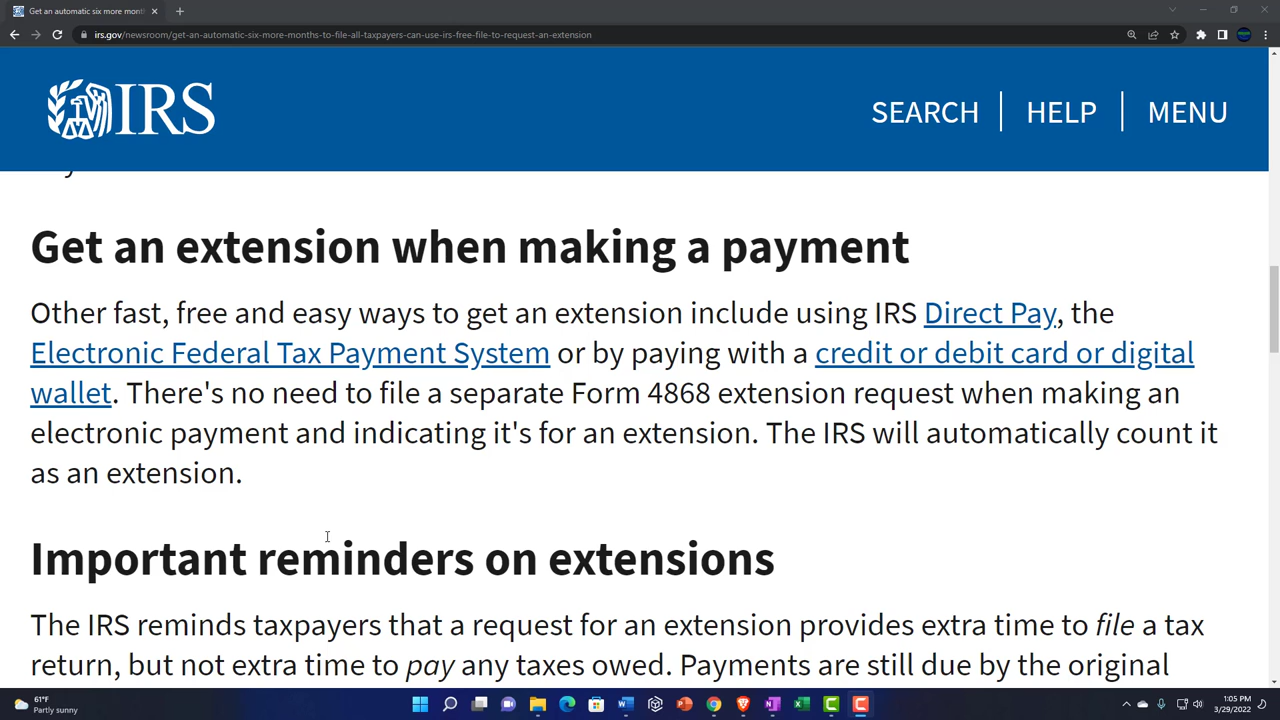 Get an automatic six more mont
irs.gov/newsroom/get-an-automatic-six-more-months-to-file-all-taxpayers-can-use-irs-free-file-to-request-an-extension
IRS
SEARCH
HELP
MENU
Get an extension when making a payment
Other fast, free and easy ways to get an extension include using IRS Direct Pay, the
Electronic Federal Tax Payment System or by paying with a credit or debit card or digital
wallet. There's no need to file a separate Form 4868 extension request when making an
electronic payment and indicating it's for an extension. The IRS will automatically count it
as an extension.
Important reminders on extensions
The IRS reminds taxpayers that a request for an extension provides extra time to file a tax
return, but not extra time to pay any taxes owed. Payments are still due by the original
61°F
Partly sunny
1:05 PM
3/29/2022